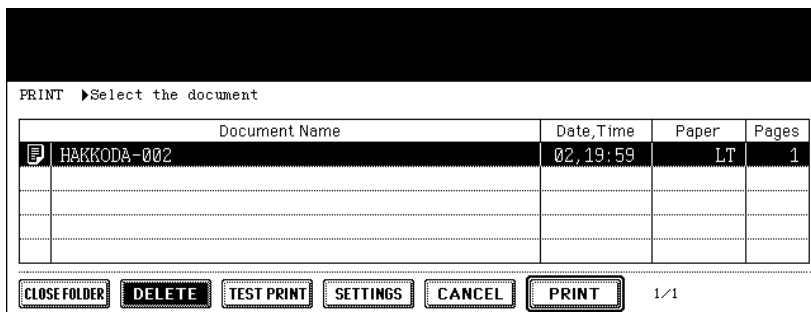 PRINT ▶Select the document
Document Name Date,Time Paper Pages
HAKKODA-002 02,19:59 LT 1
CLOSE FOLDER DELETE TEST PRINT SETTINGS CANCEL PRINT 1/1